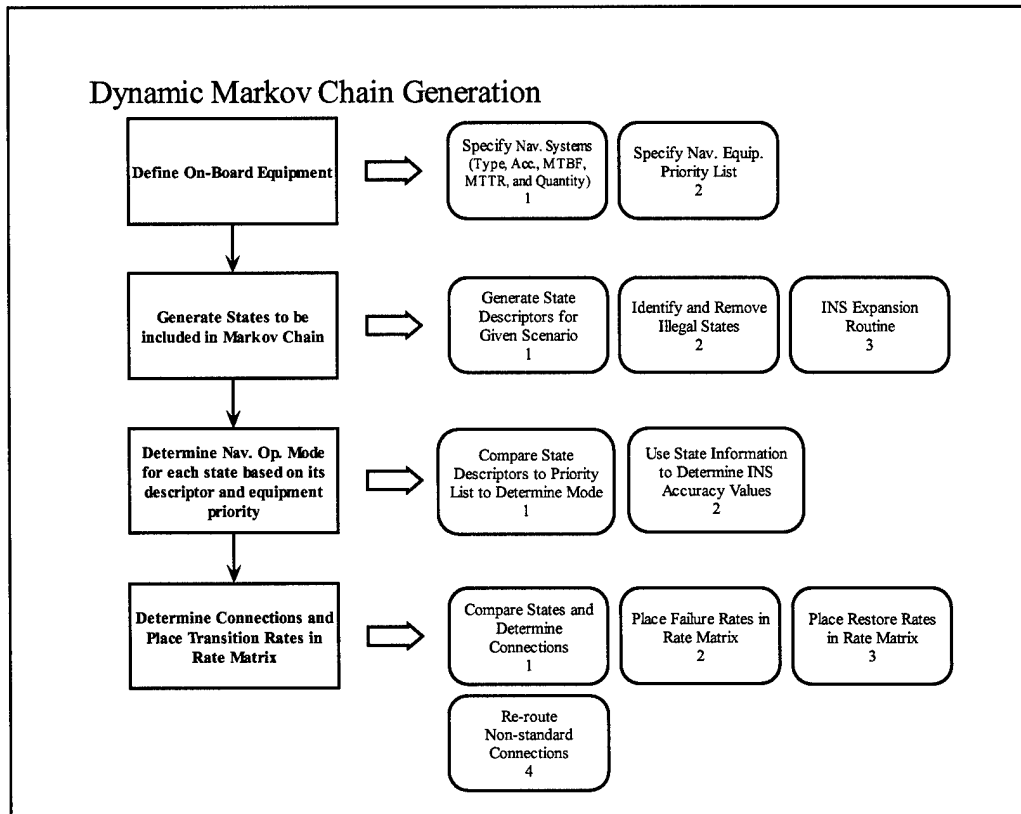 Dynamic Markov Chain Generation
Define On-Board Equipment
Specify Nav. Systems
(Type, Acc., MTBF,
MTTR, and Quantity)
1
Specify Nav. Equip.
Priority List
2
Generate States to be
included in Markov Chain
Generate State
Descriptors for
Given Scenario
1
Identify and Remove
Illegal States
2
INS Expansion
Routine
3
Determine Nav. Op. Mode
for each state based on its
descriptor and equipment
priority
Compare State
Descriptors to Priority
List to Determine Mode
1
Use State Information
to Determine INS
Accuracy Values
2
Determine Connections and
Place Transition Rates in
Rate Matrix
Compare States and
Determine
Connections
1
Place Failure Rates in
Rate Matrix
2
Place Restore Rates
in Rate Matrix
3
Re-route
Non-standard
Connections
4